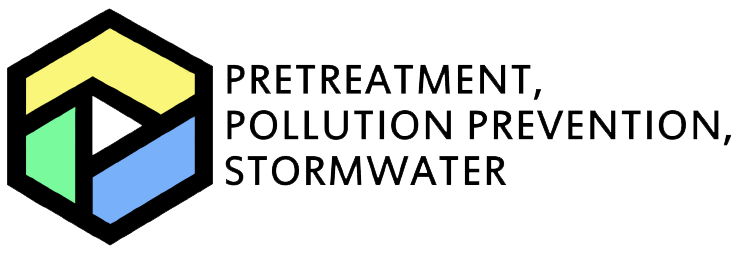 PRETREATMENT,
POLLUTION PREVENTION,
STORMWATER